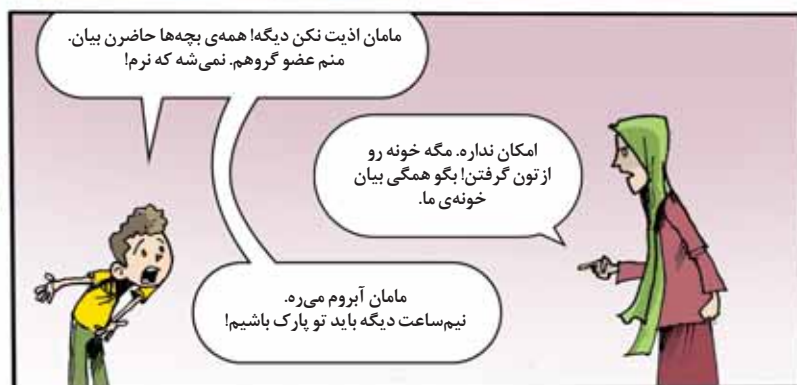 مامان اذیت نکن دیگه! همه‌ی بچه‌ها حاضرن بیان.
منم عضو گروهم. نمی‌شه که نرم!
امکان نداره. مگه خونه رو
ازتون گرفتن! بگو همگی بیان
خونه‌ی ما.
مامان آبروم می‌ره.
نیم‌ساعت دیگه باید تو پارک باشیم!